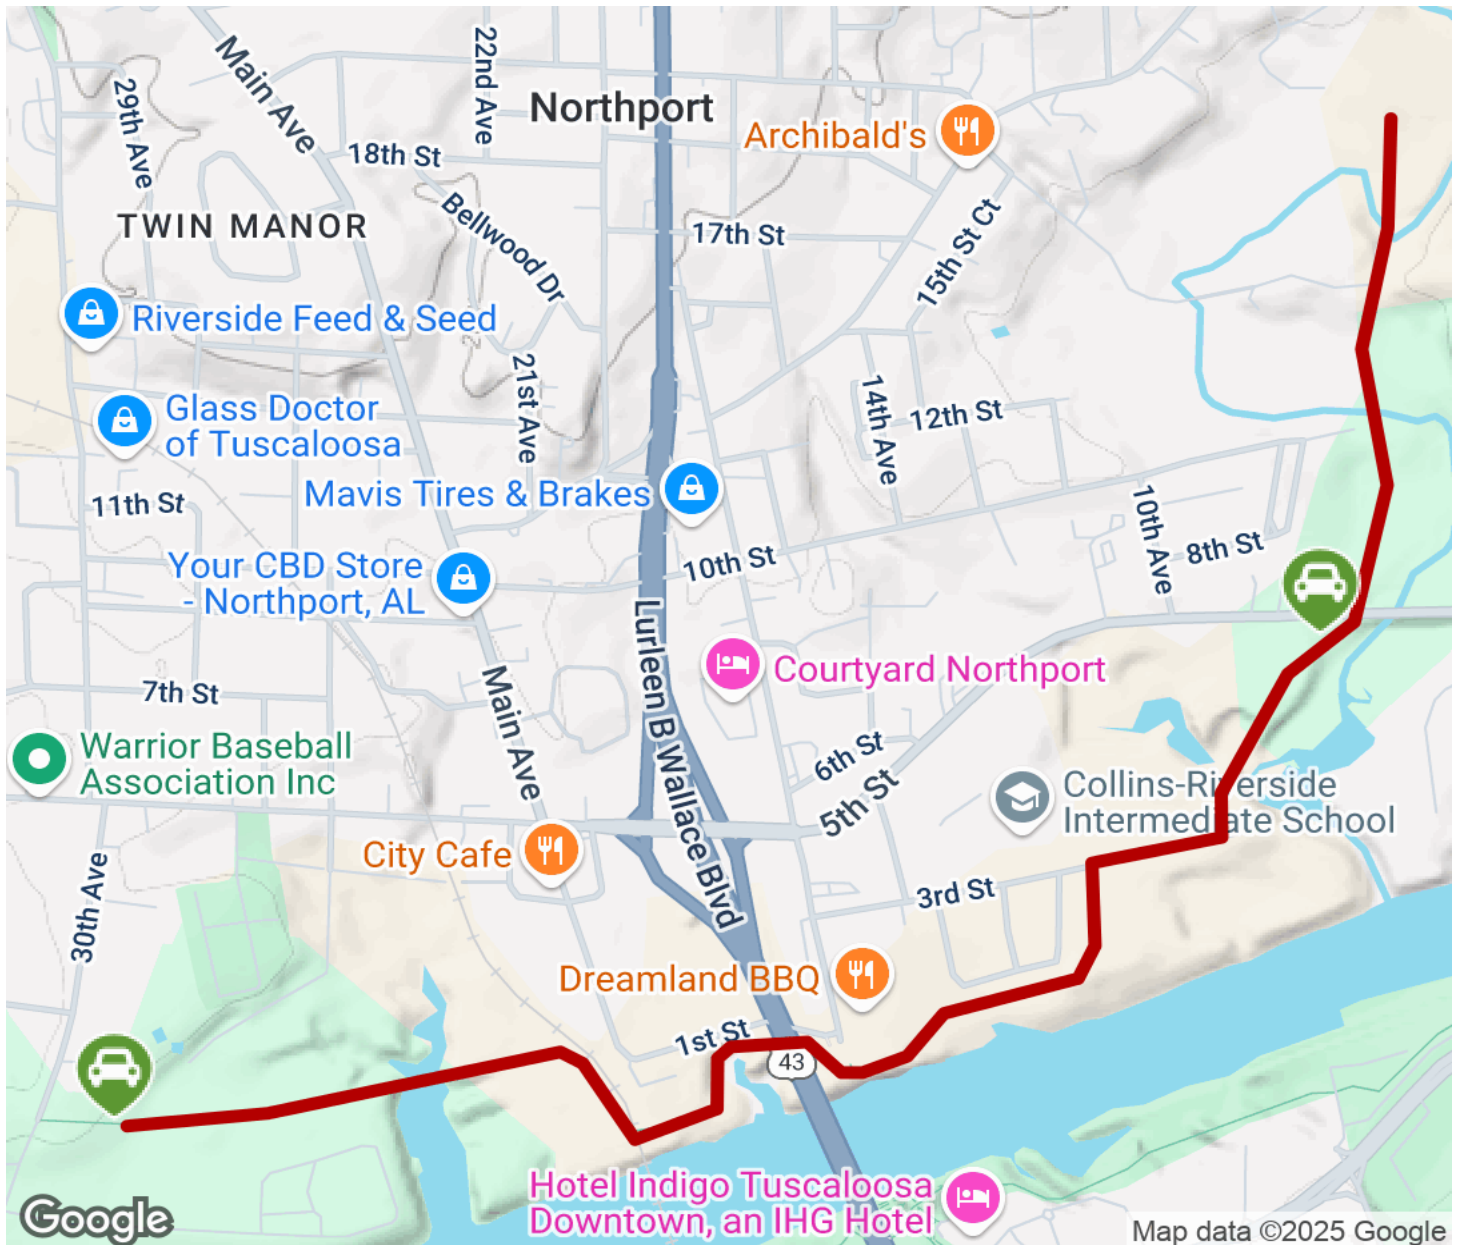 22nd Ave
Main Ave
29th Ave
Northport
Archibald's
18th St
Bellwood Dr
TWIN MANOR
17th St
15th St Ct
Riverside Feed & Seed
21st Ave
14th Ave
12th St
Glass Doctor
of Tuscaloosa
Mavis Tires & Brakes
11th St
10th Ave
8th St
10th St
Your CBD Store
- Northport, AL
Lurleen B Wallace Blvd
Courtyard Northport
7th St
Main Ave
6th St
Warrior Baseball
Association Inc
5th St
Collins-Riverside
Intermediate School
City Cafe
3rd St
30th Ave
Dreamland BBQ
1st St
43
Hotel Indigo Tuscaloosa
Downtown, an IHG Hotel
Google
Map data ©2025 Google